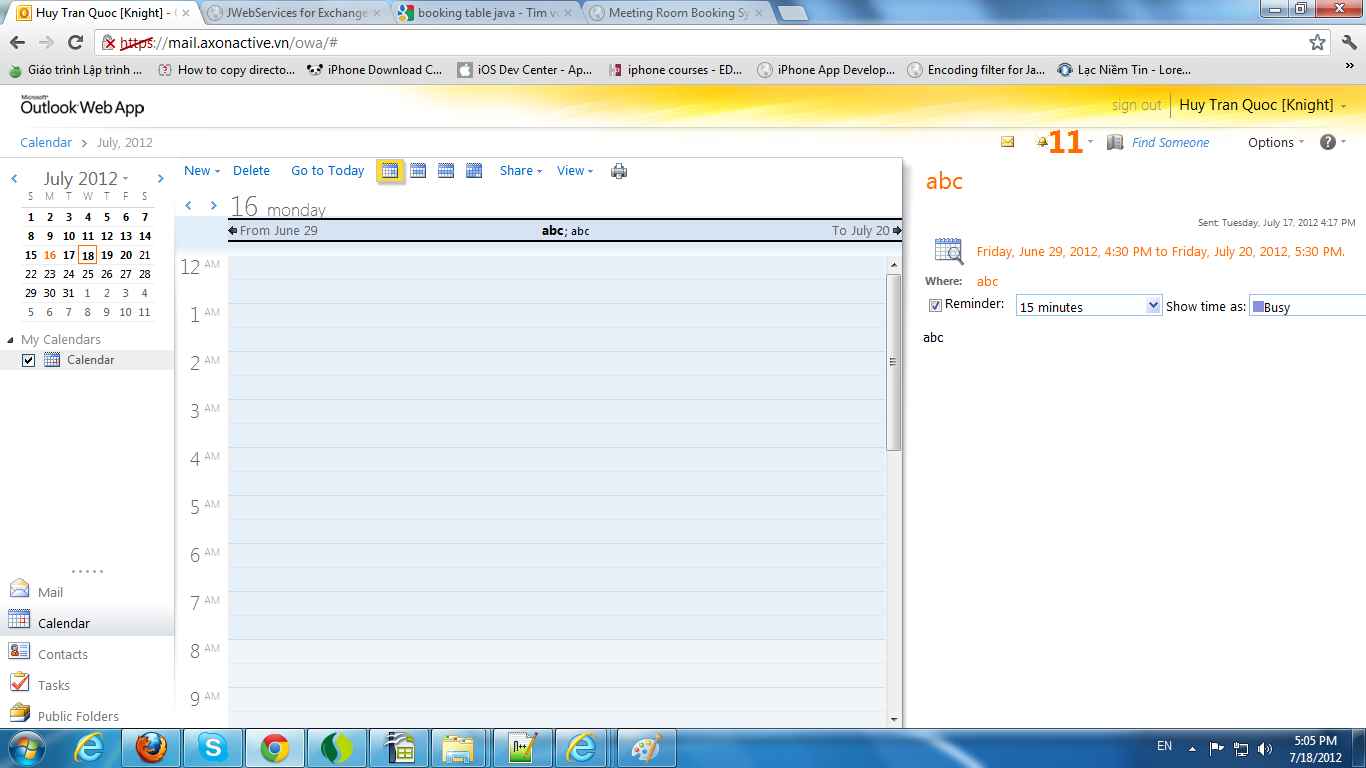 Huy Tran Quoc [Knight] -
JWebServices for Exchange
booking table java - Tìm vớ
Meeting Room Booking Sy
https://mail.axonactive.vn/owa/#
Giáo trình Lập trình ...
How to copy directo...
iPhone Download C...
iOS Dev Center - Ap...
iphone courses - ED...
iPhone App Develop...
Encoding filter for Ja...
Lạc Niềm Tin - Lore...
»
Microsoft®
Outlook Web App
sign out
Huy Tran Quoc [Knight]
Calendar > July, 2012
11
Find Someone
Options
?
July 2012
S M T W T F S
1 2 3 4 5 6 7
8 9 10 11 12 13 14
15 16 17 18 19 20 21
22 23 24 25 26 27 28
29 30 31 1 2 3 4
5 6 7 8 9 10 11
My Calendars
Calendar
Mail
Calendar
Contacts
Tasks
Public Folders
New Delete Go to Today Share View
16 monday
From June 29 abc; abc To July 20
12 AM
1 AM
2 AM
3 AM
4 AM
5 AM
6 AM
7 AM
8 AM
9 AM
abc
Sent: Tuesday, July 17, 2012 4:17 PM
Friday, June 29, 2012, 4:30 PM to Friday, July 20, 2012, 5:30 PM.
Where: abc
Reminder: 15 minutes Show time as: Busy
abc
EN
5:05 PM
7/18/2012